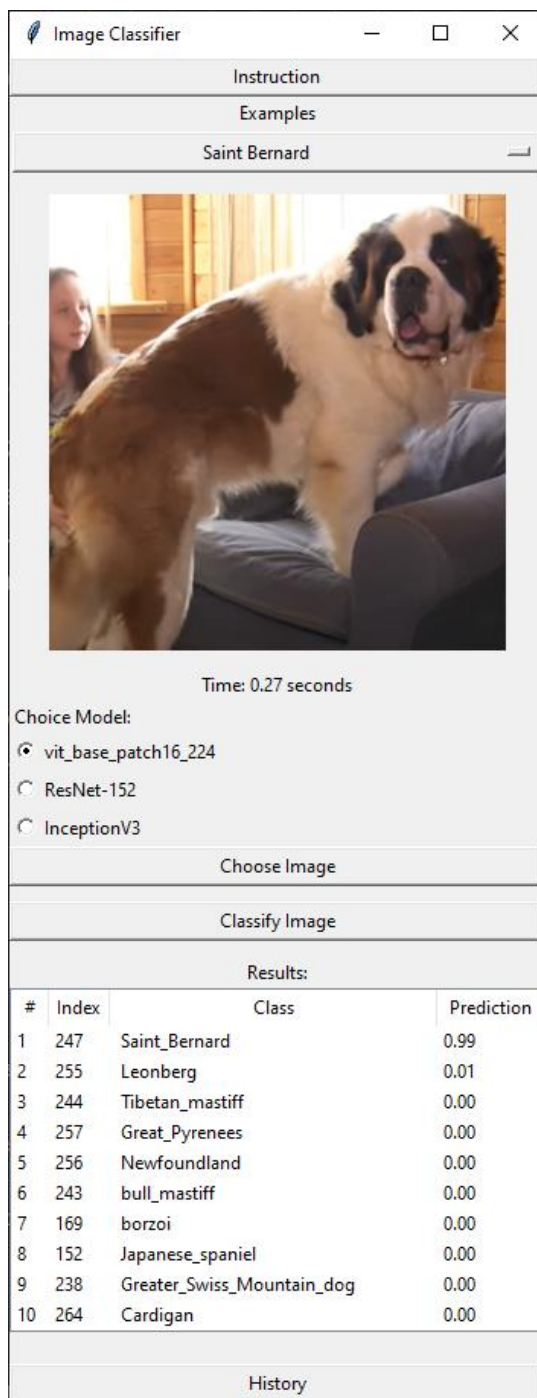 Image Classifier
Instruction
Examples
Saint Bernard
Time: 0.27 seconds
Choice Model:
vit_base_patch16_224
ResNet-152
InceptionV3
Choose Image
Classify Image
Results:
# Index Class Prediction
1 247 Saint_Bernard 0.99
2 255 Leonberg 0.01
3 244 Tibetan_mastiff 0.00
4 257 Great_Pyrenees 0.00
5 256 Newfoundland 0.00
6 243 bull_mastiff 0.00
7 169 borzoi 0.00
8 152 Japanese_spaniel 0.00
9 238 Greater_Swiss_Mountain_dog 0.00
10 264 Cardigan 0.00
History